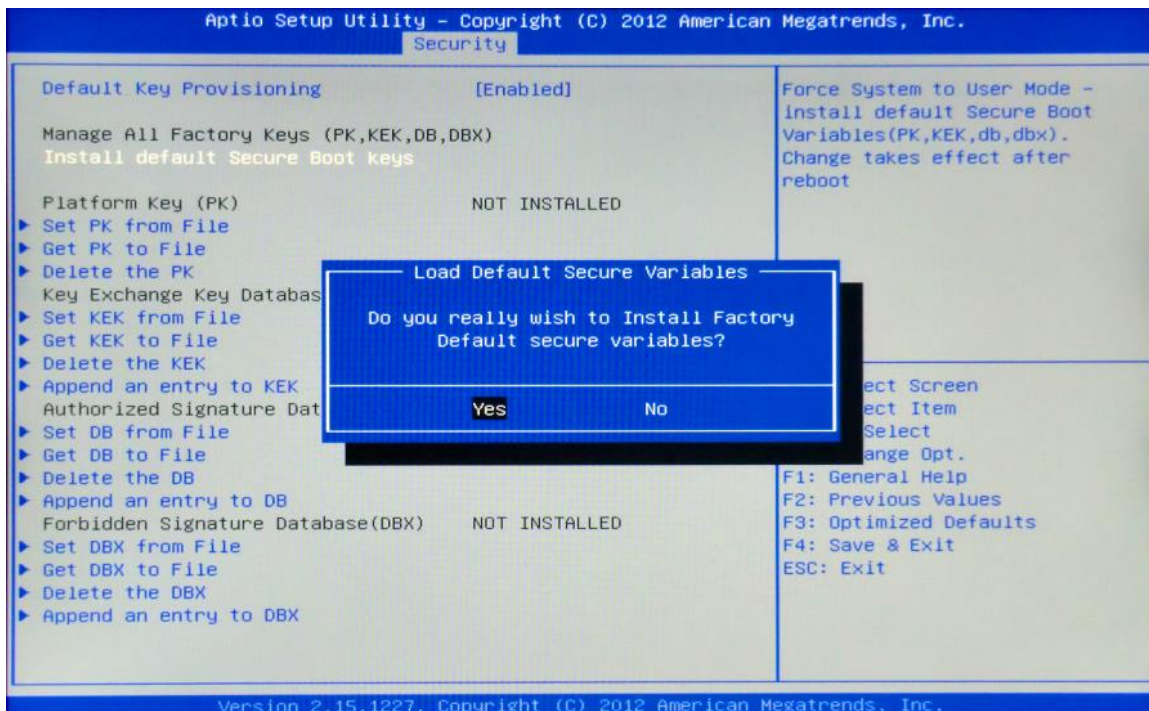 Aptio Setup Utility – Copyright (C) 2012 American Megatrends, Inc.
Security
Default Key Provisioning [Enabled]
Manage All Factory Keys (PK,KEK,DB,DBX)
Install default Secure Boot keys
Platform Key (PK) NOT INSTALLED
Set PK from File
Get PK to File
Delete the PK
Key Exchange Key Databas
Set KEK from File
Get KEK to File
Delete the KEK
Append an entry to KEK
Authorized Signature Dat
Set DB from File
Get DB to File
Delete the DB
Append an entry to DB
Forbidden Signature Database(DBX) NOT INSTALLED
Set DBX from File
Get DBX to File
Delete the DBX
Append an entry to DBX
Load Default Secure Variables
Do you really wish to Install Factory
Default secure variables?
Yes No
Force System to User Mode –
install default Secure Boot
Variables(PK,KEK,db,dbx).
Change takes effect after
reboot
ect Screen
ect Item
Select
ange Opt.
F1: General Help
F2: Previous Values
F3: Optimized Defaults
F4: Save & Exit
ESC: Exit
Version 2.15.1227. Copyright (C) 2012 American Megatrends, Inc.